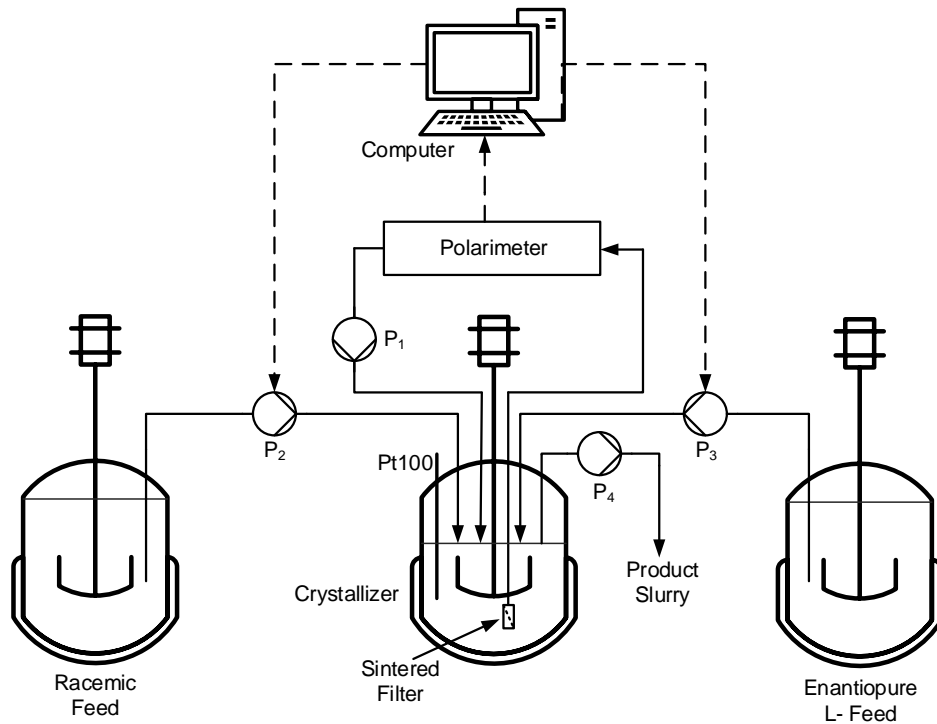 Computer
Polarimeter
P1
P2
P3
Pt100
P4
Crystallizer
Product
Slurry
Sintered
Filter
Racemic
Feed
Enantiopure
L- Feed